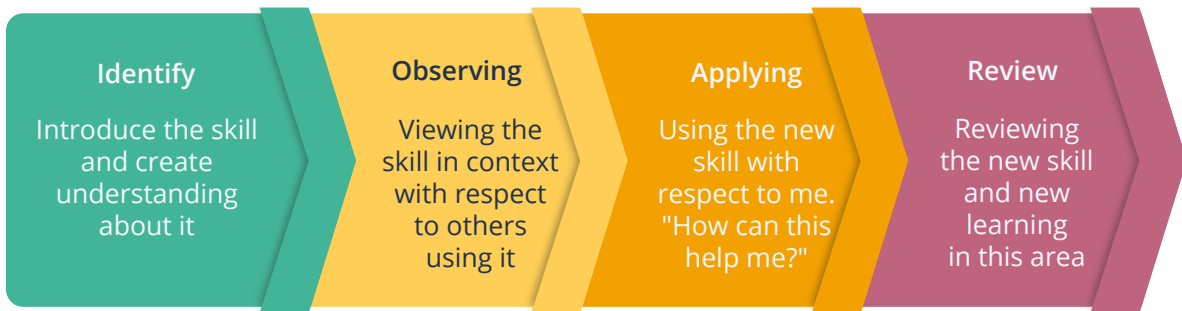 Identify
Introduce the skill
and create
understanding
about it
Observing
Viewing the
skill in context
with respect
to others
using it
Applying
Using the new
skill with
respect to me.
"How can this
help me?"
Review
Reviewing
the new skill
and new
learning
in this area